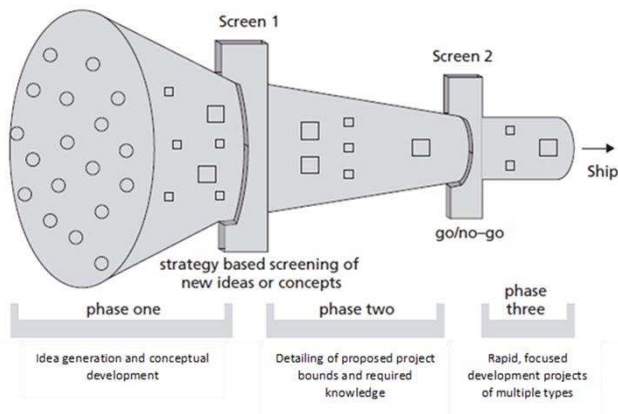 Screen 1
Screen 2
Ship
go/no–go
strategy based screening of
new ideas or concepts
phase one
phase two
phase
three
Idea generation and conceptual
development
Detailing of proposed project
bounds and required
knowledge
Rapid, focused
development projects
of multiple types